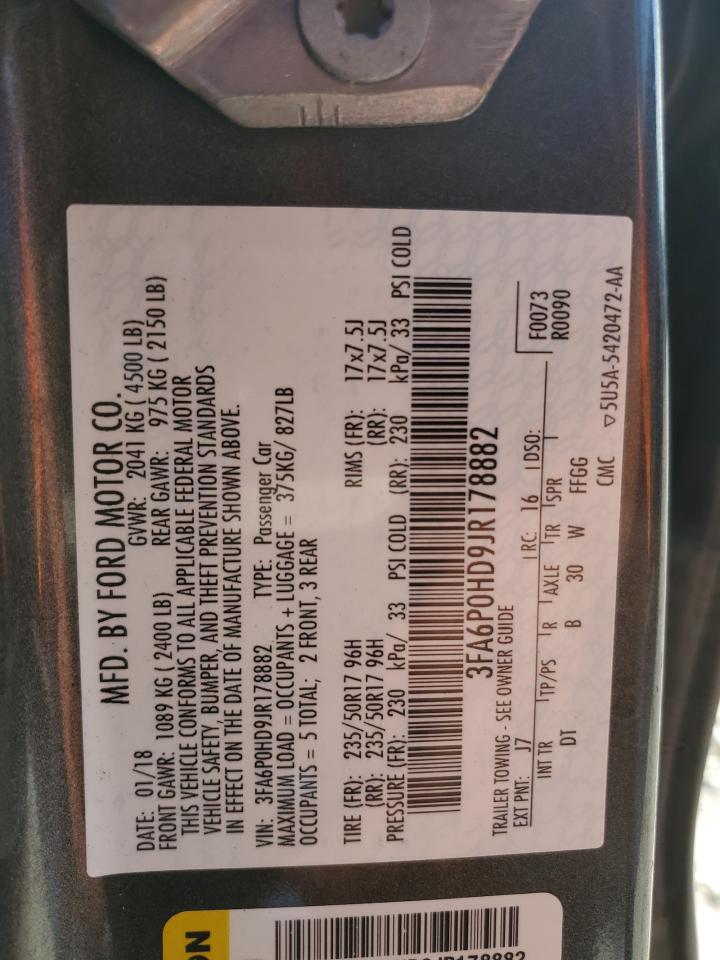 MFD. BY FORD MOTOR CO.
DATE: 01/18 GVWR: 2041 KG ( 4500 LB)
FRONT GAWR: 1089 KG ( 2400 LB) REAR GAWR: 975 KG ( 2150 LB)
THIS VEHICLE CONFORMS TO ALL APPLICABLE FEDERAL MOTOR
VEHICLE SAFETY, BUMPER, AND THEFT PREVENTION STANDARDS
IN EFFECT ON THE DATE OF MANUFACTURE SHOWN ABOVE.
VIN: 3FA6P0HD9JR178882 TYPE: Passenger Car
MAXIMUM LOAD = OCCUPANTS + LUGGAGE = 375KG/ 827LB
OCCUPANTS = 5 TOTAL; 2 FRONT, 3 REAR
TIRE (FR): 235/50R17 96H RIMS (FR): 17x7.5J
(RR): 235/50R17 96H (RR): 17x7.5J
PRESSURE (FR): 230 kPa/ 33 PSI COLD (RR): 230 kPa/ 33 PSI COLD
3FA6P0HD9JR178882
TRAILER TOWING - SEE OWNER GUIDE
F0073
R0090
EXT PNT: J7 RC: 16 DSO:
INT TR TP/PS R AXLE TR SPR
DT B 30 W FFGG
CMC ▽5U5A-5420472-AA
ON
JR178882